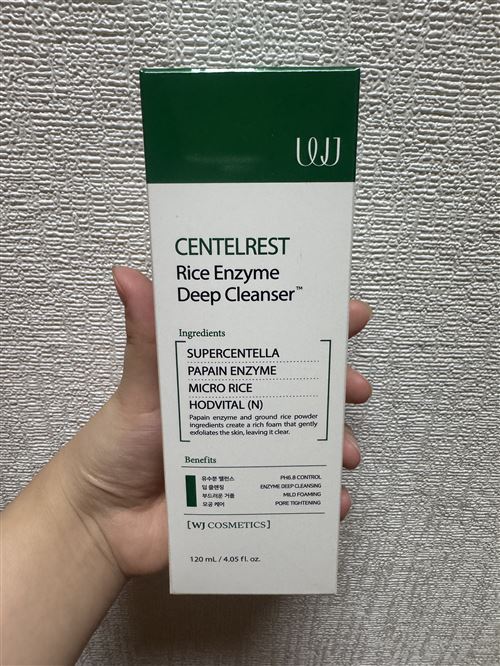 WJ
CENTELREST
Rice Enzyme
Deep Cleanser™
Ingredients
SUPERCENTELLA
PAPAIN ENZYME
MICRO RICE
HODVITAL (N)
Papain enzyme and ground rice powder
ingredients create a rich foam that gently
exfoliates the skin, leaving it clear.
Benefits
유수분 밸런스 PH6.8 CONTROL
딥 클렌징 ENZYME DEEP CLEANSING
부드러운 거품 MILD FOAMING
모공 케어 PORE TIGHTENING
[WJ COSMETICS]
120 mL / 4.05 fl. oz.